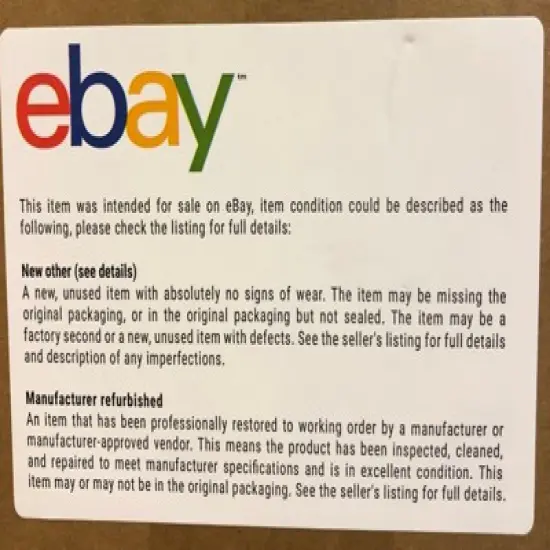 ebay™
This item was intended for sale on eBay, item condition could be described as the
following, please check the listing for full details:
New other (see details)
A new, unused item with absolutely no signs of wear. The item may be missing the
original packaging, or in the original packaging but not sealed. The item may be a
factory second or a new, unused item with defects. See the seller's listing for full details
and description of any imperfections.
Manufacturer refurbished
An item that has been professionally restored to working order by a manufacturer or
manufacturer-approved vendor. This means the product has been inspected, cleaned,
and repaired to meet manufacturer specifications and is in excellent condition. This
item may or may not be in the original packaging. See the seller's listing for full details.